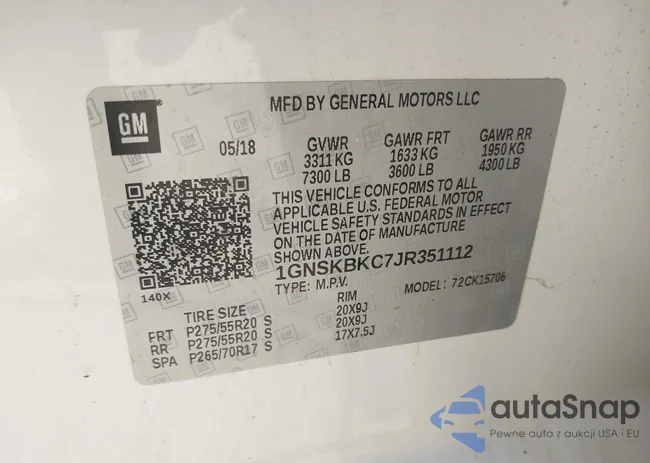 GM
MFD BY GENERAL MOTORS LLC
05/18 GVWR GAWR FRT GAWR RR
3311 KG 1633 KG 1950 KG
7300 LB 3600 LB 4300 LB
THIS VEHICLE CONFORMS TO ALL
APPLICABLE U.S. FEDERAL MOTOR
VEHICLE SAFETY STANDARDS IN EFFECT
ON THE DATE OF MANUFACTURE
SHOWN ABOVE.
1GNSKBKC7JR351112
TYPE: M.P.V. MODEL: 72CK15706
140X
TIRE SIZE RIM
FRT P275/55R20 S 20X9J
RR P275/55R20 S 20X9J
SPA P265/70R17 S 17X7.5J
autaSnap
Pewne auta z aukcji USA i EU